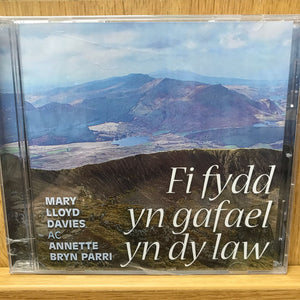 Fi fydd
yn gafael
yn dy law
MARY
LLOYD
DAVIES
AC
ANNETTE
BRYN PARRI